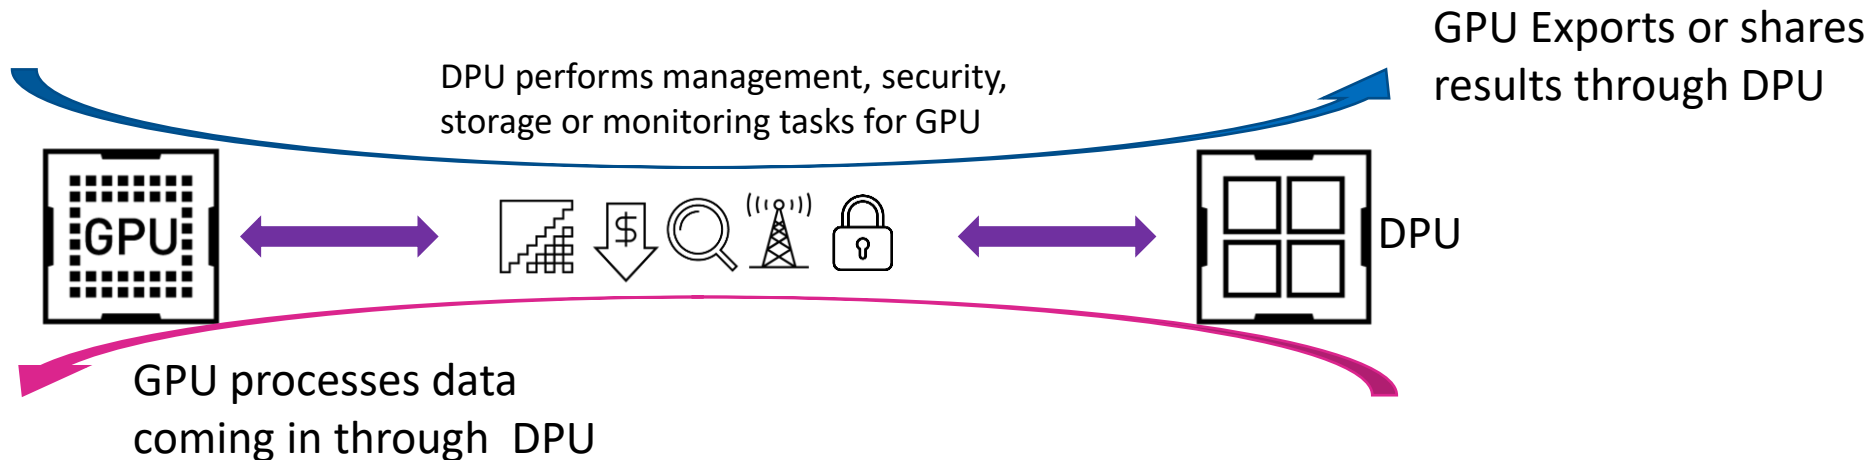 GPU Exports or shares
results through DPU
DPU performs management, security,
storage or monitoring tasks for GPU
GPU
$
DPU
GPU processes data
coming in through DPU